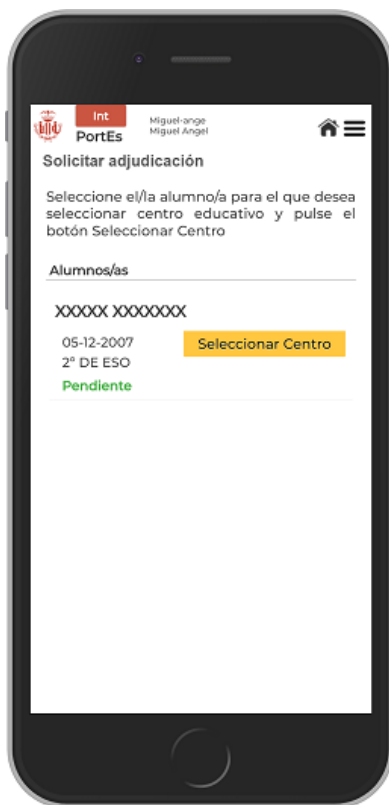 Int
PortEs
Miguel-ange
Miguel Angel
Solicitar adjudicación
Seleccione el/la alumno/a para el que desea
seleccionar centro educativo y pulse el
botón Seleccionar Centro
Alumnos/as
XXXXX XXXXXXX
05-12-2007
Seleccionar Centro
2º DE ESO
Pendiente